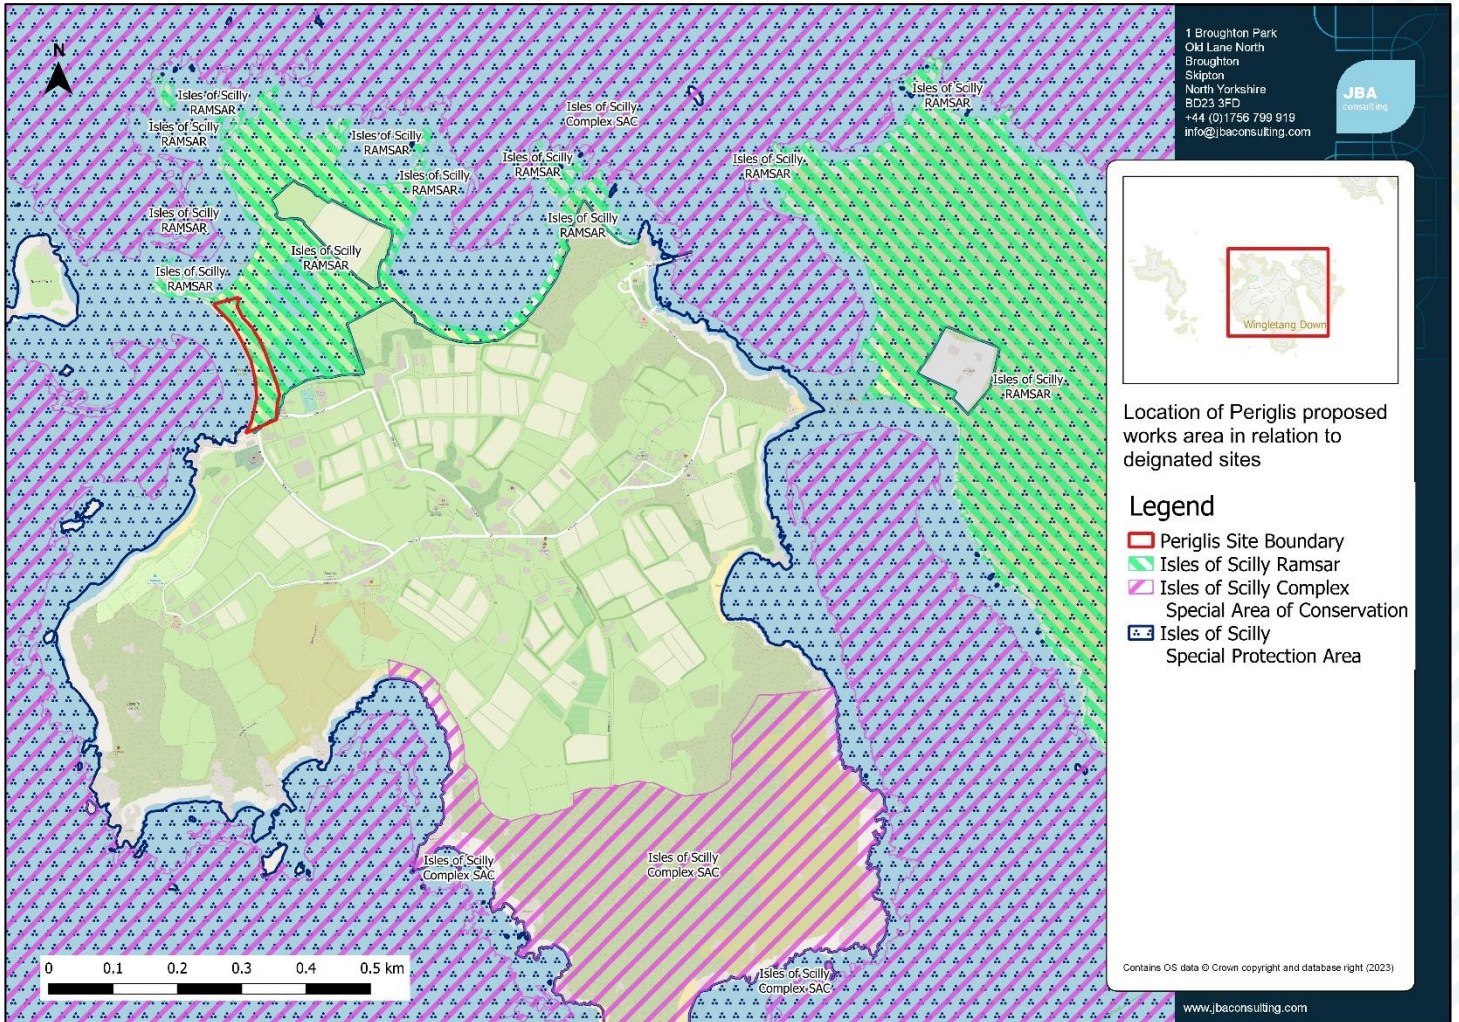 N
Isles of Scilly
RAMSAR
Isles of Scilly
RAMSAR
Isles of Scilly
RAMSAR
Isles of Scilly
RAMSAR
Isles of Scilly
RAMSAR
Isles of Scilly
RAMSAR
Isles of Scilly
RAMSAR
Isles of Scilly
Complex SAC
Isles of Scilly
RAMSAR
Isles of Scilly
RAMSAR
Isles of Scilly
RAMSAR
Isles of Scilly
RAMSAR
Isles of Scilly
RAMSAR
Isles of Scilly
Complex SAC
Isles of Scilly
Complex SAC
Isles of Scilly
Complex SAC
0 0.1 0.2 0.3 0.4 0.5 km
1 Broughton Park
Old Lane North
Broughton
Skipton
North Yorkshire
BD23 3FD
+44 (0)1756 799 919
info@jbaconsulting.com
JBA
consulting
Wingletang Down
Location of Periglis proposed
works area in relation to
deignated sites
Legend
Periglis Site Boundary
Isles of Scilly Ramsar
Isles of Scilly Complex
Special Area of Conservation
Isles of Scilly
Special Protection Area
Contains OS data © Crown copyright and database right (2023)
www.jbaconsulting.com